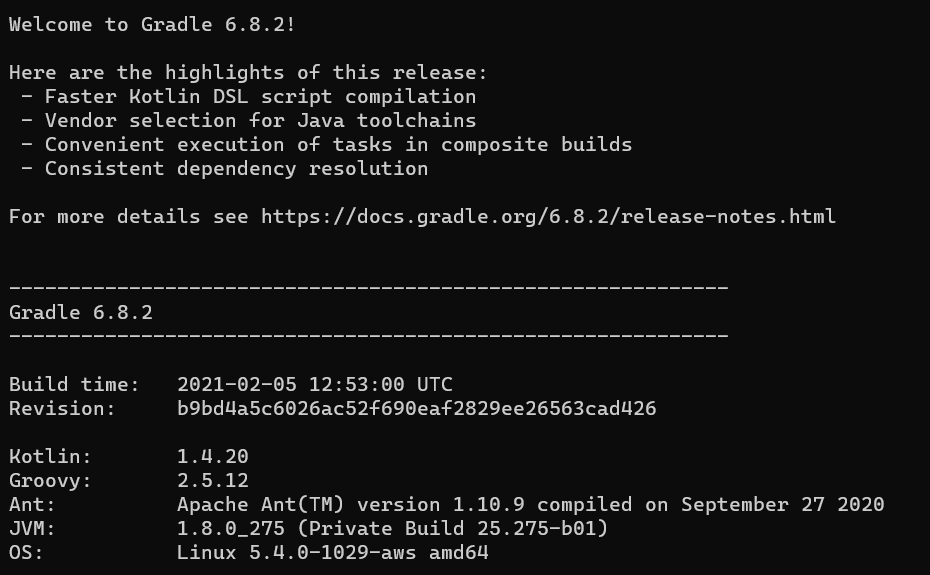 Welcome to Gradle 6.8.2!
Here are the highlights of this release:
- Faster Kotlin DSL script compilation
- Vendor selection for Java toolchains
- Convenient execution of tasks in composite builds
- Consistent dependency resolution
For more details see https://docs.gradle.org/6.8.2/release-notes.html
------------------------------------------------------------
Gradle 6.8.2
------------------------------------------------------------
Build time:   2021-02-05 12:53:00 UTC
Revision:     b9bd4a5c6026ac52f690eaf2829ee26563cad426
Kotlin:       1.4.20
Groovy:       2.5.12
Ant:          Apache Ant(TM) version 1.10.9 compiled on September 27 2020
JVM:          1.8.0_275 (Private Build 25.275-b01)
OS:           Linux 5.4.0-1029-aws amd64